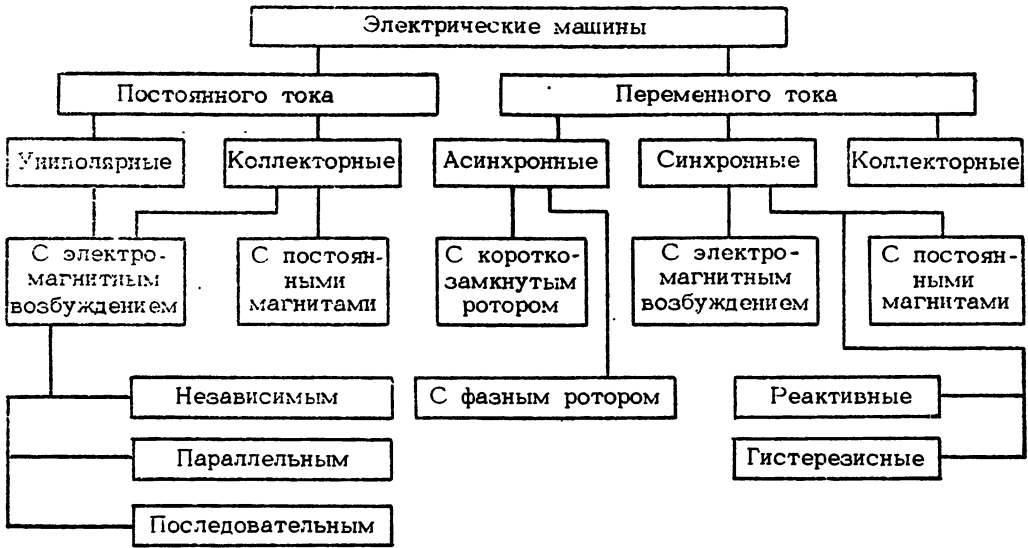 Электрические машины
Постоянного тока
Переменного тока
Униполярные
Коллекторные
Асинхронные
Синхронные
Коллекторные
С электро-
магнитным
возбуждением
С постоян-
ными
магнитами
С коротко-
замкнутым
ротором
С электро-
магнитным
возбуждением
С постоян-
ными
магнитами
Независимым
С фазным ротором
Реактивные
Параллельным
Гистерезисные
Последовательным